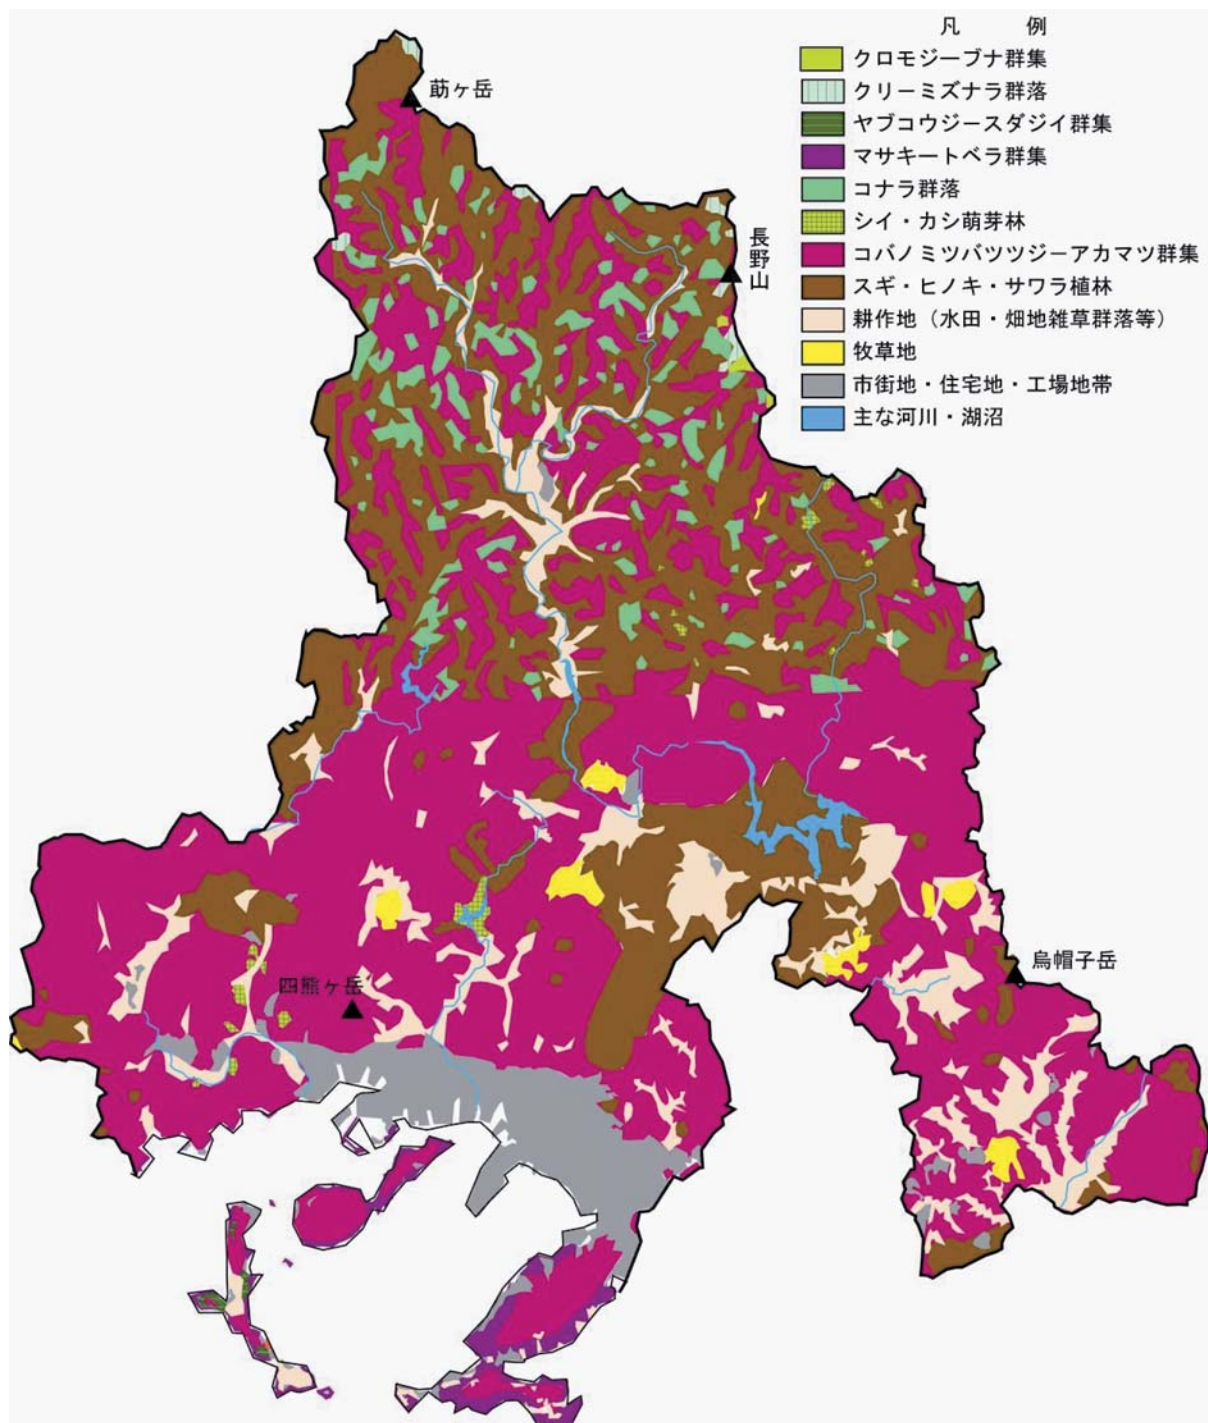 凡 例
クロモジーブナ群集
クリーミズナラ群落
ヤブコウジースダジイ群集
マサキートベラ群集
コナラ群落
シイ・カシ萌芽林
コバノミツバツツジーアカマツ群集
スギ・ヒノキ・サワラ植林
耕作地（水田・畑地雑草群落等）
牧草地
市街地・住宅地・工場地帯
主な河川・湖沼
莇ヶ岳
長野山
烏帽子岳
四熊ヶ岳